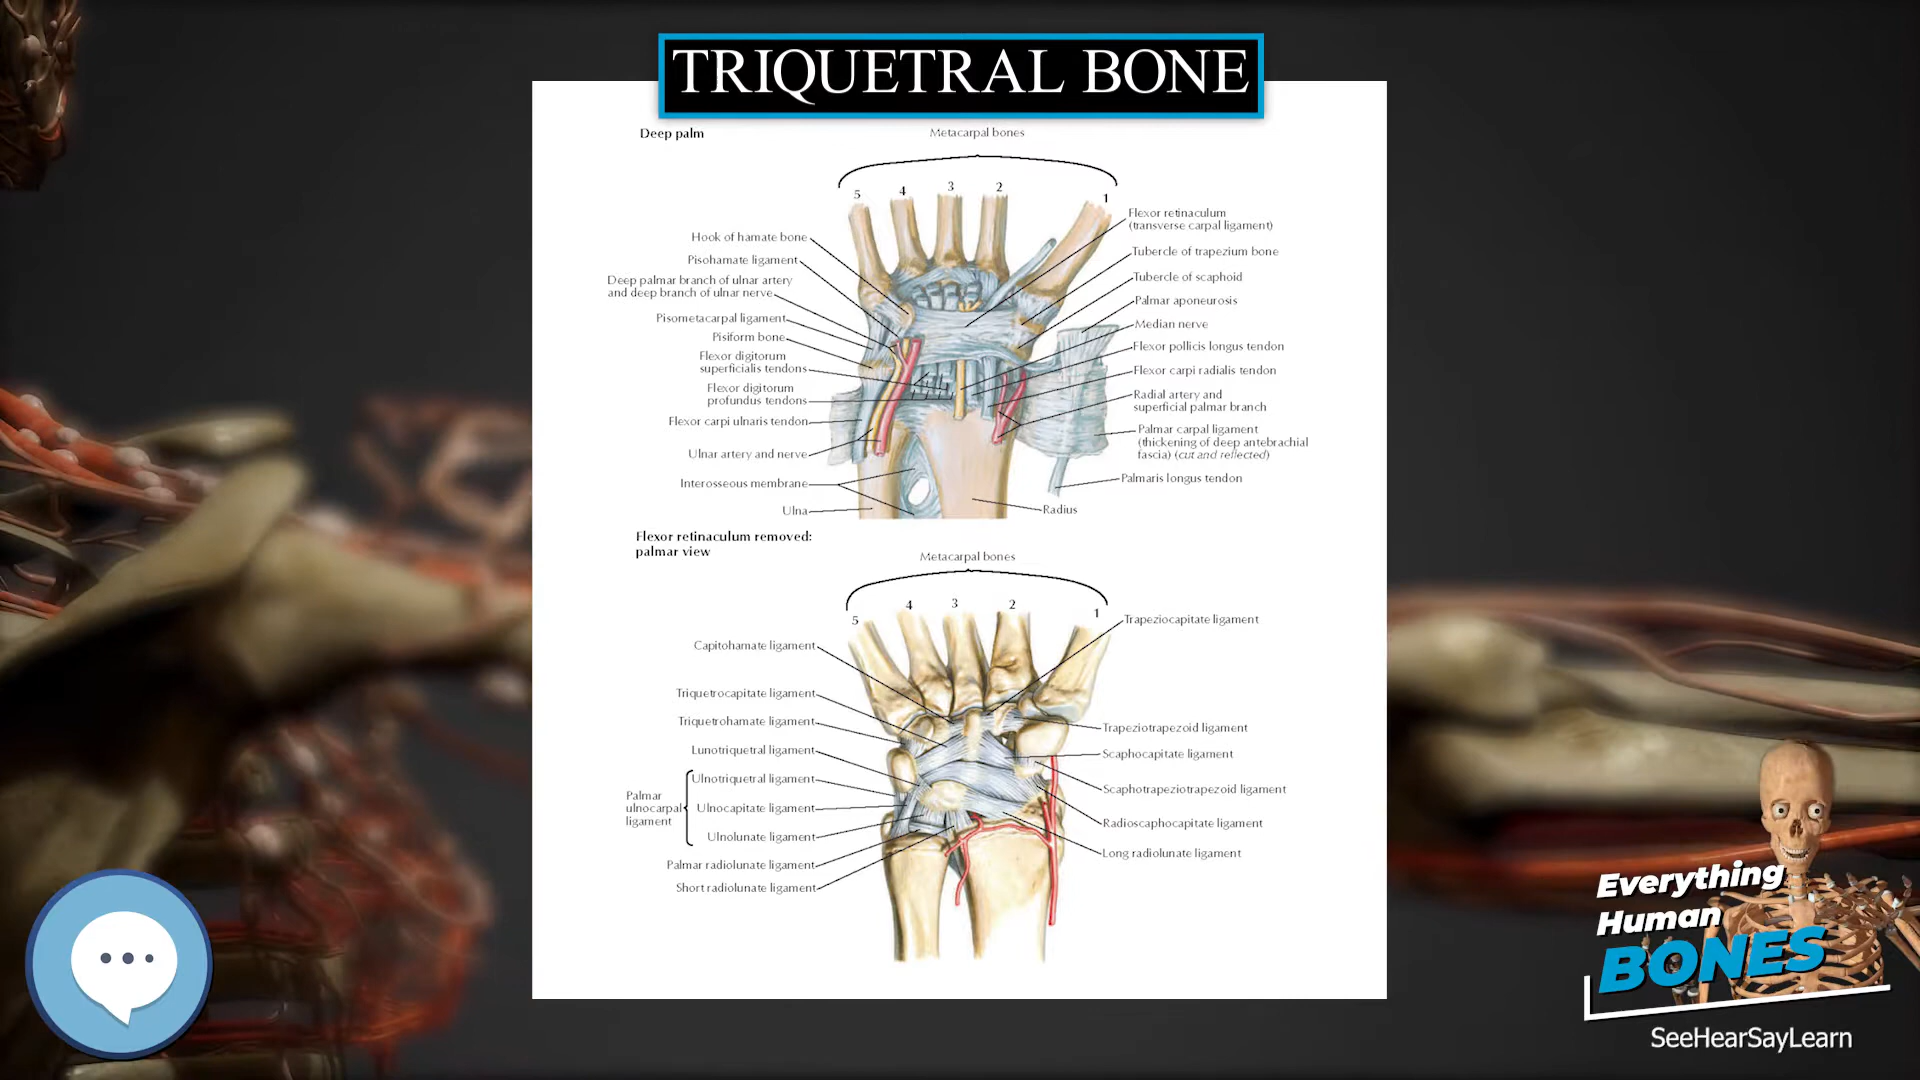 TRIQUETRAL BONE
Deep palm
Metacarpal bones
5 4 3 2 1
Hook of hamate bone
Pisohamate ligament
Deep palmar branch of ulnar artery
and deep branch of ulnar nerve
Pisometacarpal ligament
Pisiform bone
Flexor digitorum
superficialis tendons
Flexor digitorum
profundus tendons
Flexor carpi ulnaris tendon
Ulnar artery and nerve
Interosseous membrane
Ulna
Flexor retinaculum
(transverse carpal ligament)
Tubercle of trapezium bone
Tubercle of scaphoid
Palmar aponeurosis
Median nerve
Flexor pollicis longus tendon
Flexor carpi radialis tendon
Radial artery and
superficial palmar branch
Palmar carpal ligament
(thickening of deep antebrachial
fascia) (cut and reflected)
Palmaris longus tendon
Radius
Flexor retinaculum removed:
palmar view
Metacarpal bones
5 4 3 2 1
Capitohamate ligament
Triquetrocapitate ligament
Triquetrohamate ligament
Lunotriquetral ligament
Palmar
ulnocarpal
ligament
Ulnotriquetral ligament
Ulnocapitate ligament
Ulnolunate ligament
Palmar radiolunate ligament
Short radiolunate ligament
Trapeziocapitate ligament
Trapeziotrapezoid ligament
Scaphocapitate ligament
Scaphotrapeziotrapezoid ligament
Radioscaphocapitate ligament
Long radiolunate ligament
Everything
Human
BONES
SeeHearSayLearn